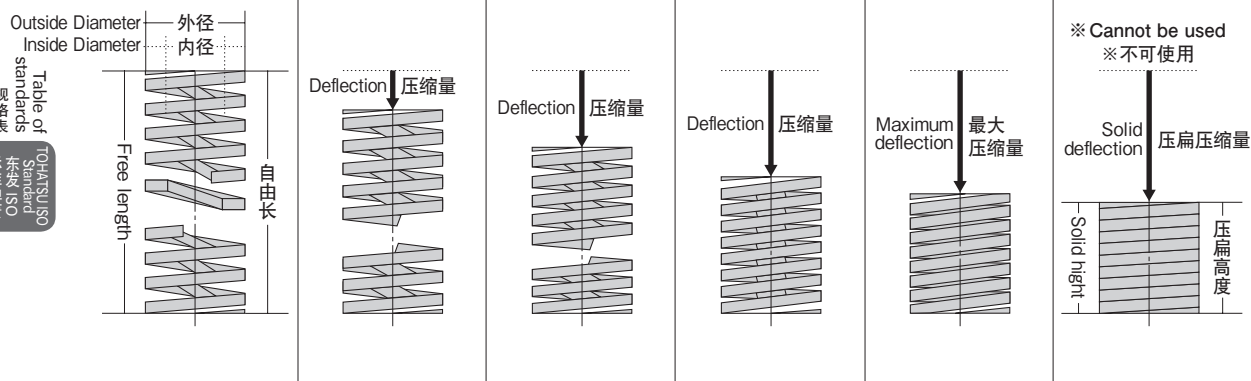 Outside Diameter 外径
Inside Diameter 内径
Free length
自由长
Deflection 压缩量
Deflection 压缩量
Deflection 压缩量
Maximum deflection
最大压缩量
※Cannot be used
※不可使用
Solid deflection
压扁压缩量
Solid hight
压扁高度
Table of
standards
规格表
TOHATSU ISO
Standard
东发 ISO